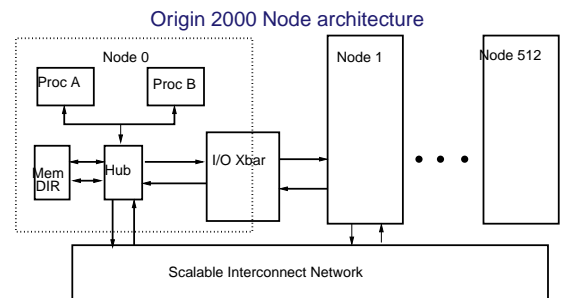 Origin 2000 Node architecture
Node 0
Node 1
Node 512
Proc A
Proc B
Mem
DIR
Hub
I/O Xbar
Scalable Interconnect Network